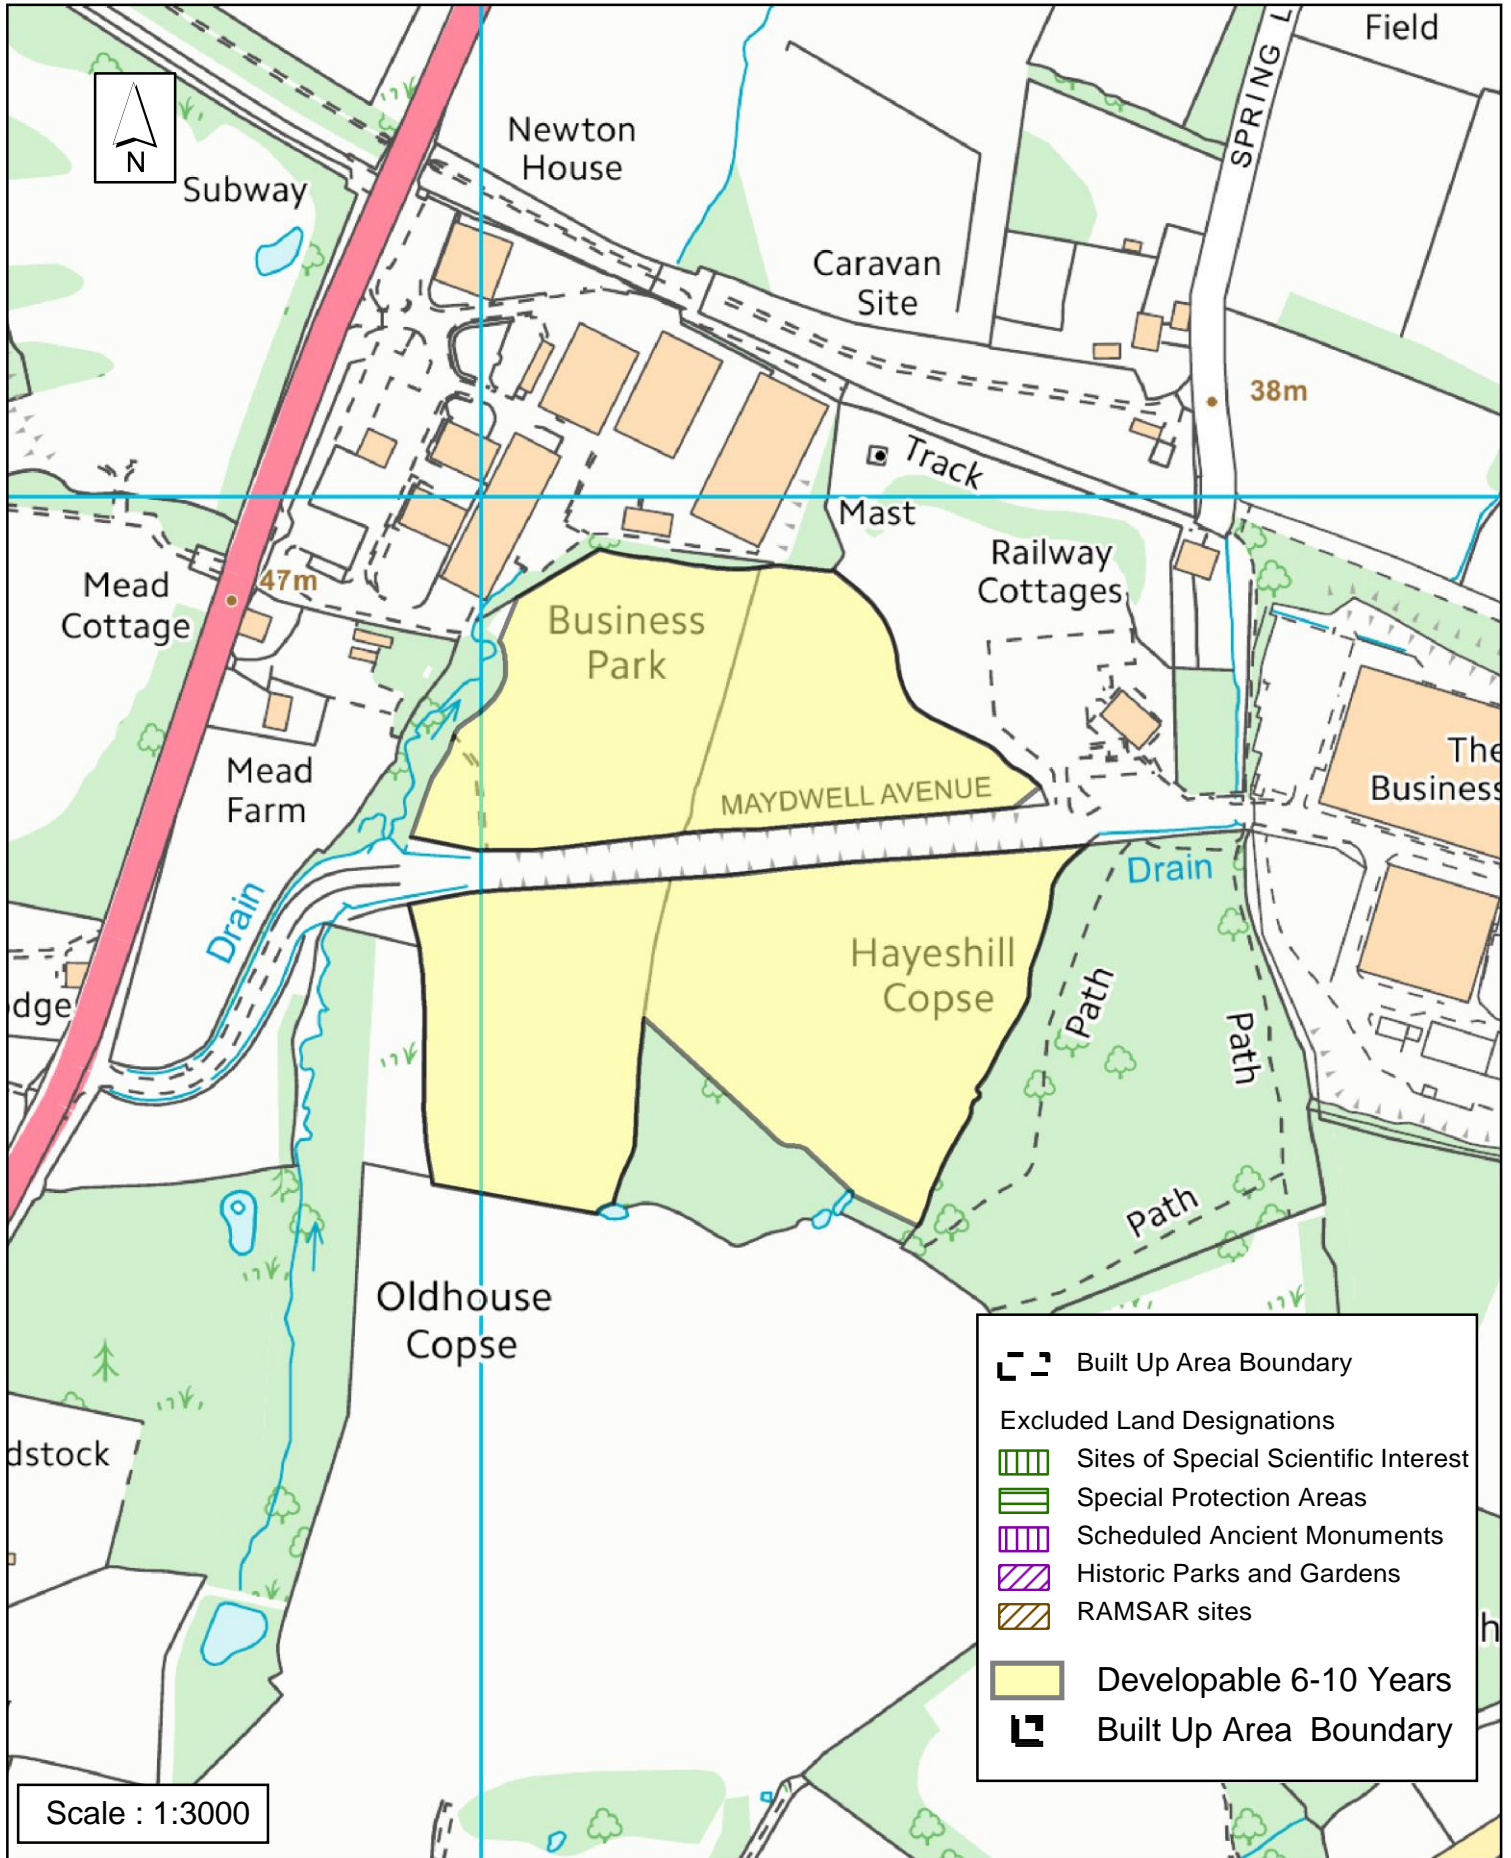 Field
SPRING L
N
Subway
Newton
House
Caravan
Site
38m
Track
Mast
Railway
Cottages
47m
Mead
Cottage
Business
Park
The
Business
Mead
Farm
MAYDWELL AVENUE
Drain
Drain
Hayeshill
Copse
Path
Path
Path
odge
Oldhouse
Copse
dstock
h
Built Up Area Boundary
Excluded Land Designations
Sites of Special Scientific Interest
Special Protection Areas
Scheduled Ancient Monuments
Historic Parks and Gardens
RAMSAR sites
Developable 6-10 Years
Built Up Area Boundary
Scale : 1:3000